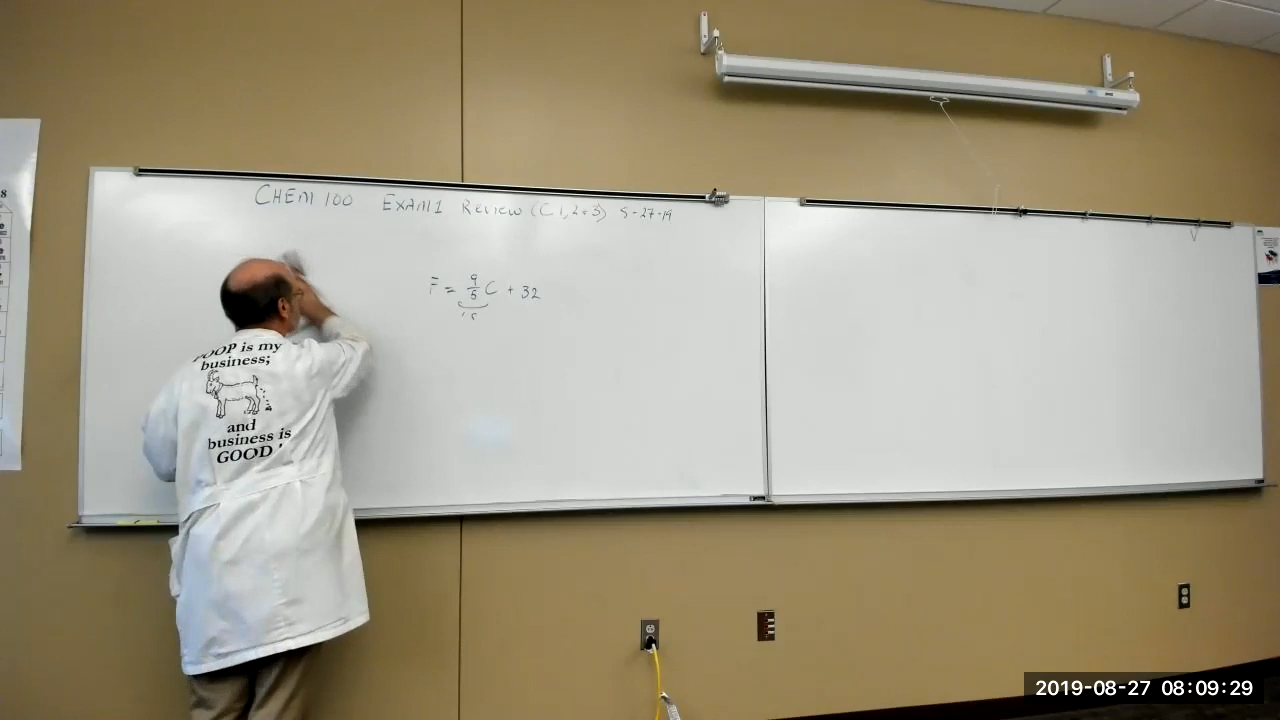 CHEM 100 EXAM 1 Review (C 1, 2 + 3) 8-27-19
F = 9/5 C + 32
POOP is my
business;
and
business is
GOOD!
2019-08-27 08:09:29